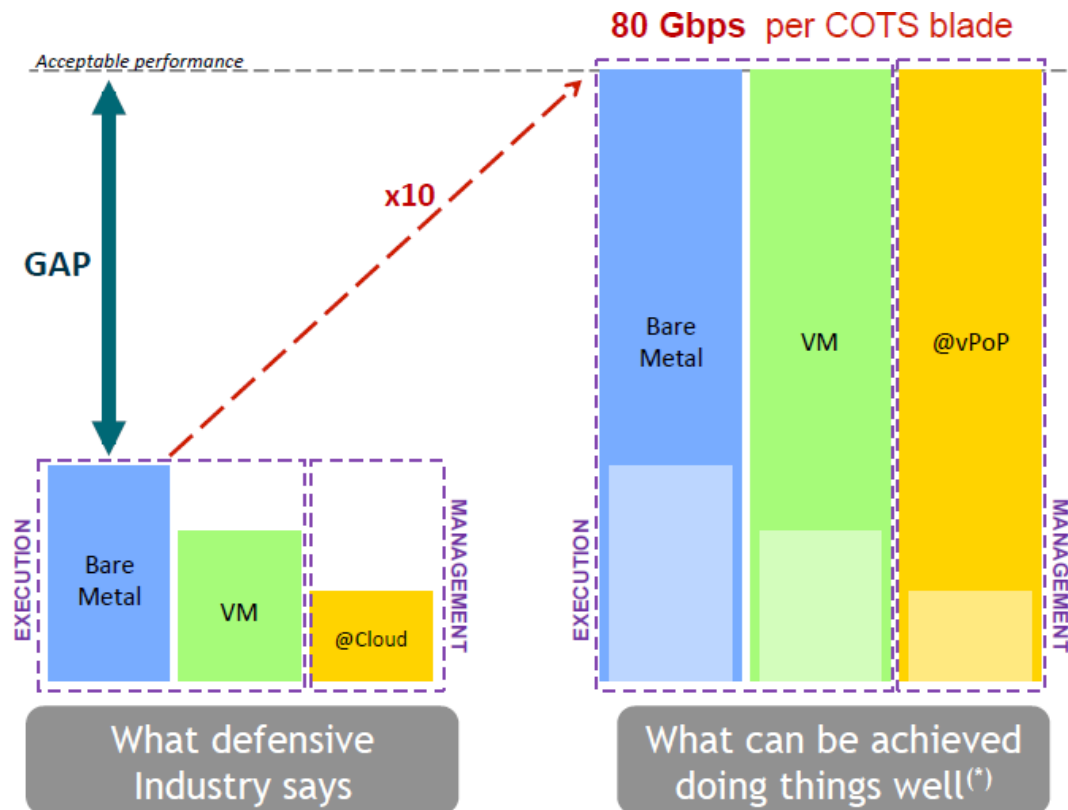 80 Gbps per COTS blade
Acceptable performance
x10
GAP
Bare
Metal
VM
@vPoP
EXECUTION
Bare
Metal
VM
@Cloud
MANAGEMENT
EXECUTION
MANAGEMENT
What defensive
Industry says
What can be achieved
doing things well(*)